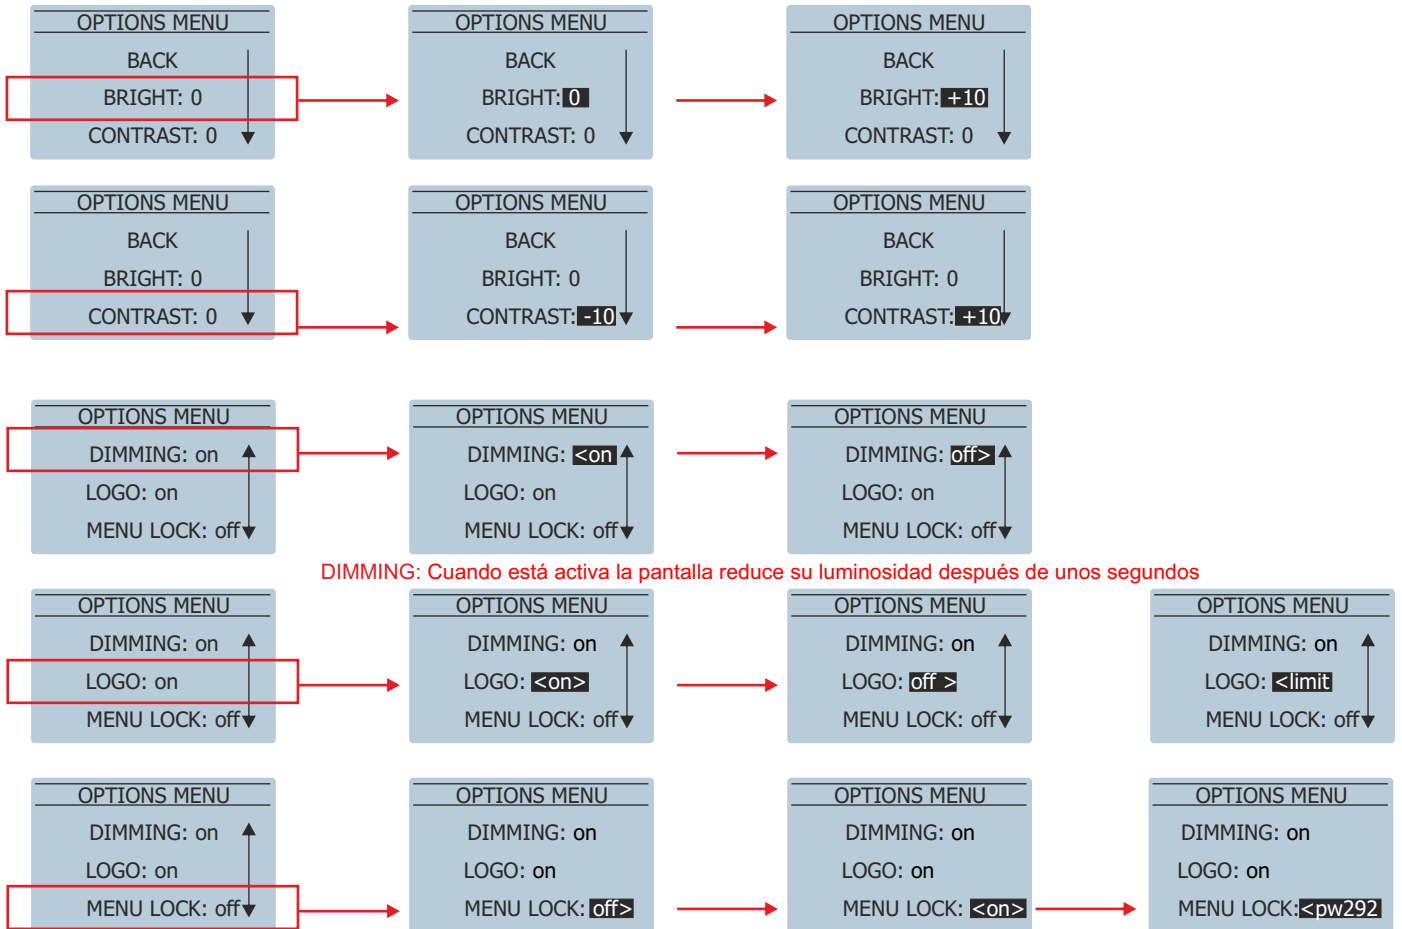 OPTIONS MENU
BACK
BRIGHT: 0
CONTRAST: 0
OPTIONS MENU
BACK
BRIGHT: 0
CONTRAST: 0
OPTIONS MENU
BACK
BRIGHT: +10
CONTRAST: 0
OPTIONS MENU
BACK
BRIGHT: 0
CONTRAST: 0
OPTIONS MENU
BACK
BRIGHT: 0
CONTRAST: -10
OPTIONS MENU
BACK
BRIGHT: 0
CONTRAST: +10
OPTIONS MENU
DIMMING: on
LOGO: on
MENU LOCK: off
OPTIONS MENU
DIMMING: <on
LOGO: on
MENU LOCK: off
OPTIONS MENU
DIMMING: off>
LOGO: on
MENU LOCK: off
DIMMING: Cuando está activa la pantalla reduce su luminosidad después de unos segundos
OPTIONS MENU
DIMMING: on
LOGO: on
MENU LOCK: off
OPTIONS MENU
DIMMING: on
LOGO: <on>
MENU LOCK: off
OPTIONS MENU
DIMMING: on
LOGO: off >
MENU LOCK: off
OPTIONS MENU
DIMMING: on
LOGO: <limit
MENU LOCK: off
OPTIONS MENU
DIMMING: on
LOGO: on
MENU LOCK: off
OPTIONS MENU
DIMMING: on
LOGO: on
MENU LOCK: off>
OPTIONS MENU
DIMMING: on
LOGO: on
MENU LOCK: <on>
OPTIONS MENU
DIMMING: on
LOGO: on
MENU LOCK:<pw292